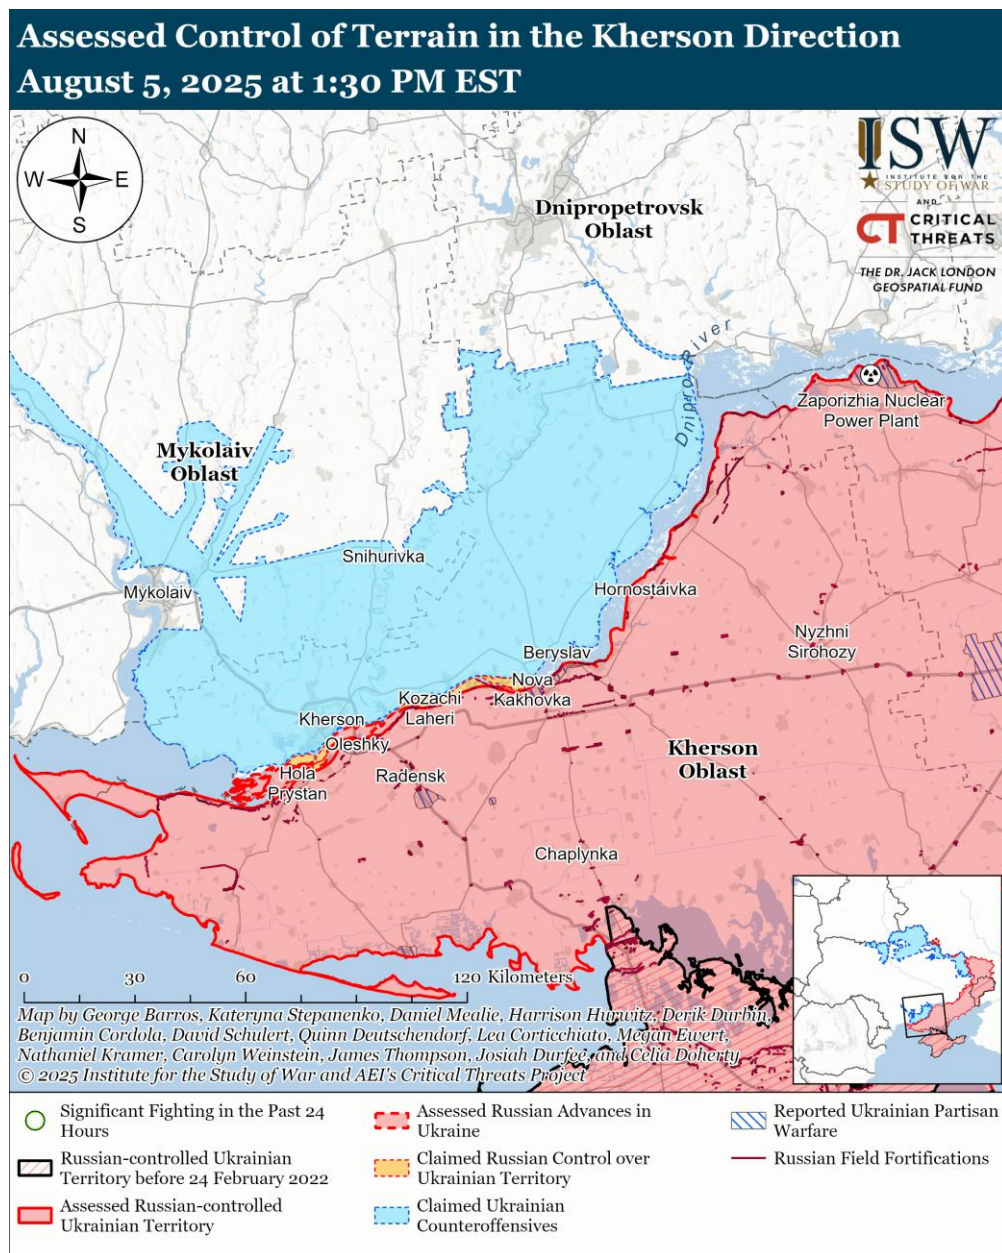 Assessed Control of Terrain in the Kherson Direction
August 5, 2025 at 1:30 PM EST
N
W
E
S
ISW
INSTITUTE FOR THE
STUDY OF WAR
AND
CT CRITICAL
THREATS
THE DR. JACK LONDON
GEOSPATIAL FUND
Dnipropetrovsk
Oblast
Dnipro River
Zaporizhia Nuclear
Power Plant
Mykolaiv
Oblast
Snihurivka
Mykolaiv
Hornostaivka
Nyzhni
Sirohozy
Beryslav
Nova
Kakhovka
Kozachi
Laheri
Kherson
Oleshky
Kherson
Oblast
Hola
Prystan
Radensk
Chaplynka
0 30 60 120 Kilometers
Map by George Barros, Kateryna Stepanenko, Daniel Mealie, Harrison Hurwitz, Derik Durbin,
Benjamin Cordola, David Schulert, Quinn Deutschendorf, Lea Corticchiato, Megan Ewert,
Nathaniel Kramer, Carolyn Weinstein, James Thompson, Josiah Durfee, and Celia Doherty
© 2025 Institute for the Study of War and AEI's Critical Threats Project
Significant Fighting in the Past 24
Hours
Russian-controlled Ukrainian
Territory before 24 February 2022
Assessed Russian-controlled
Ukrainian Territory
Assessed Russian Advances in
Ukraine
Claimed Russian Control over
Ukrainian Territory
Claimed Ukrainian
Counteroffensives
Reported Ukrainian Partisan
Warfare
Russian Field Fortifications